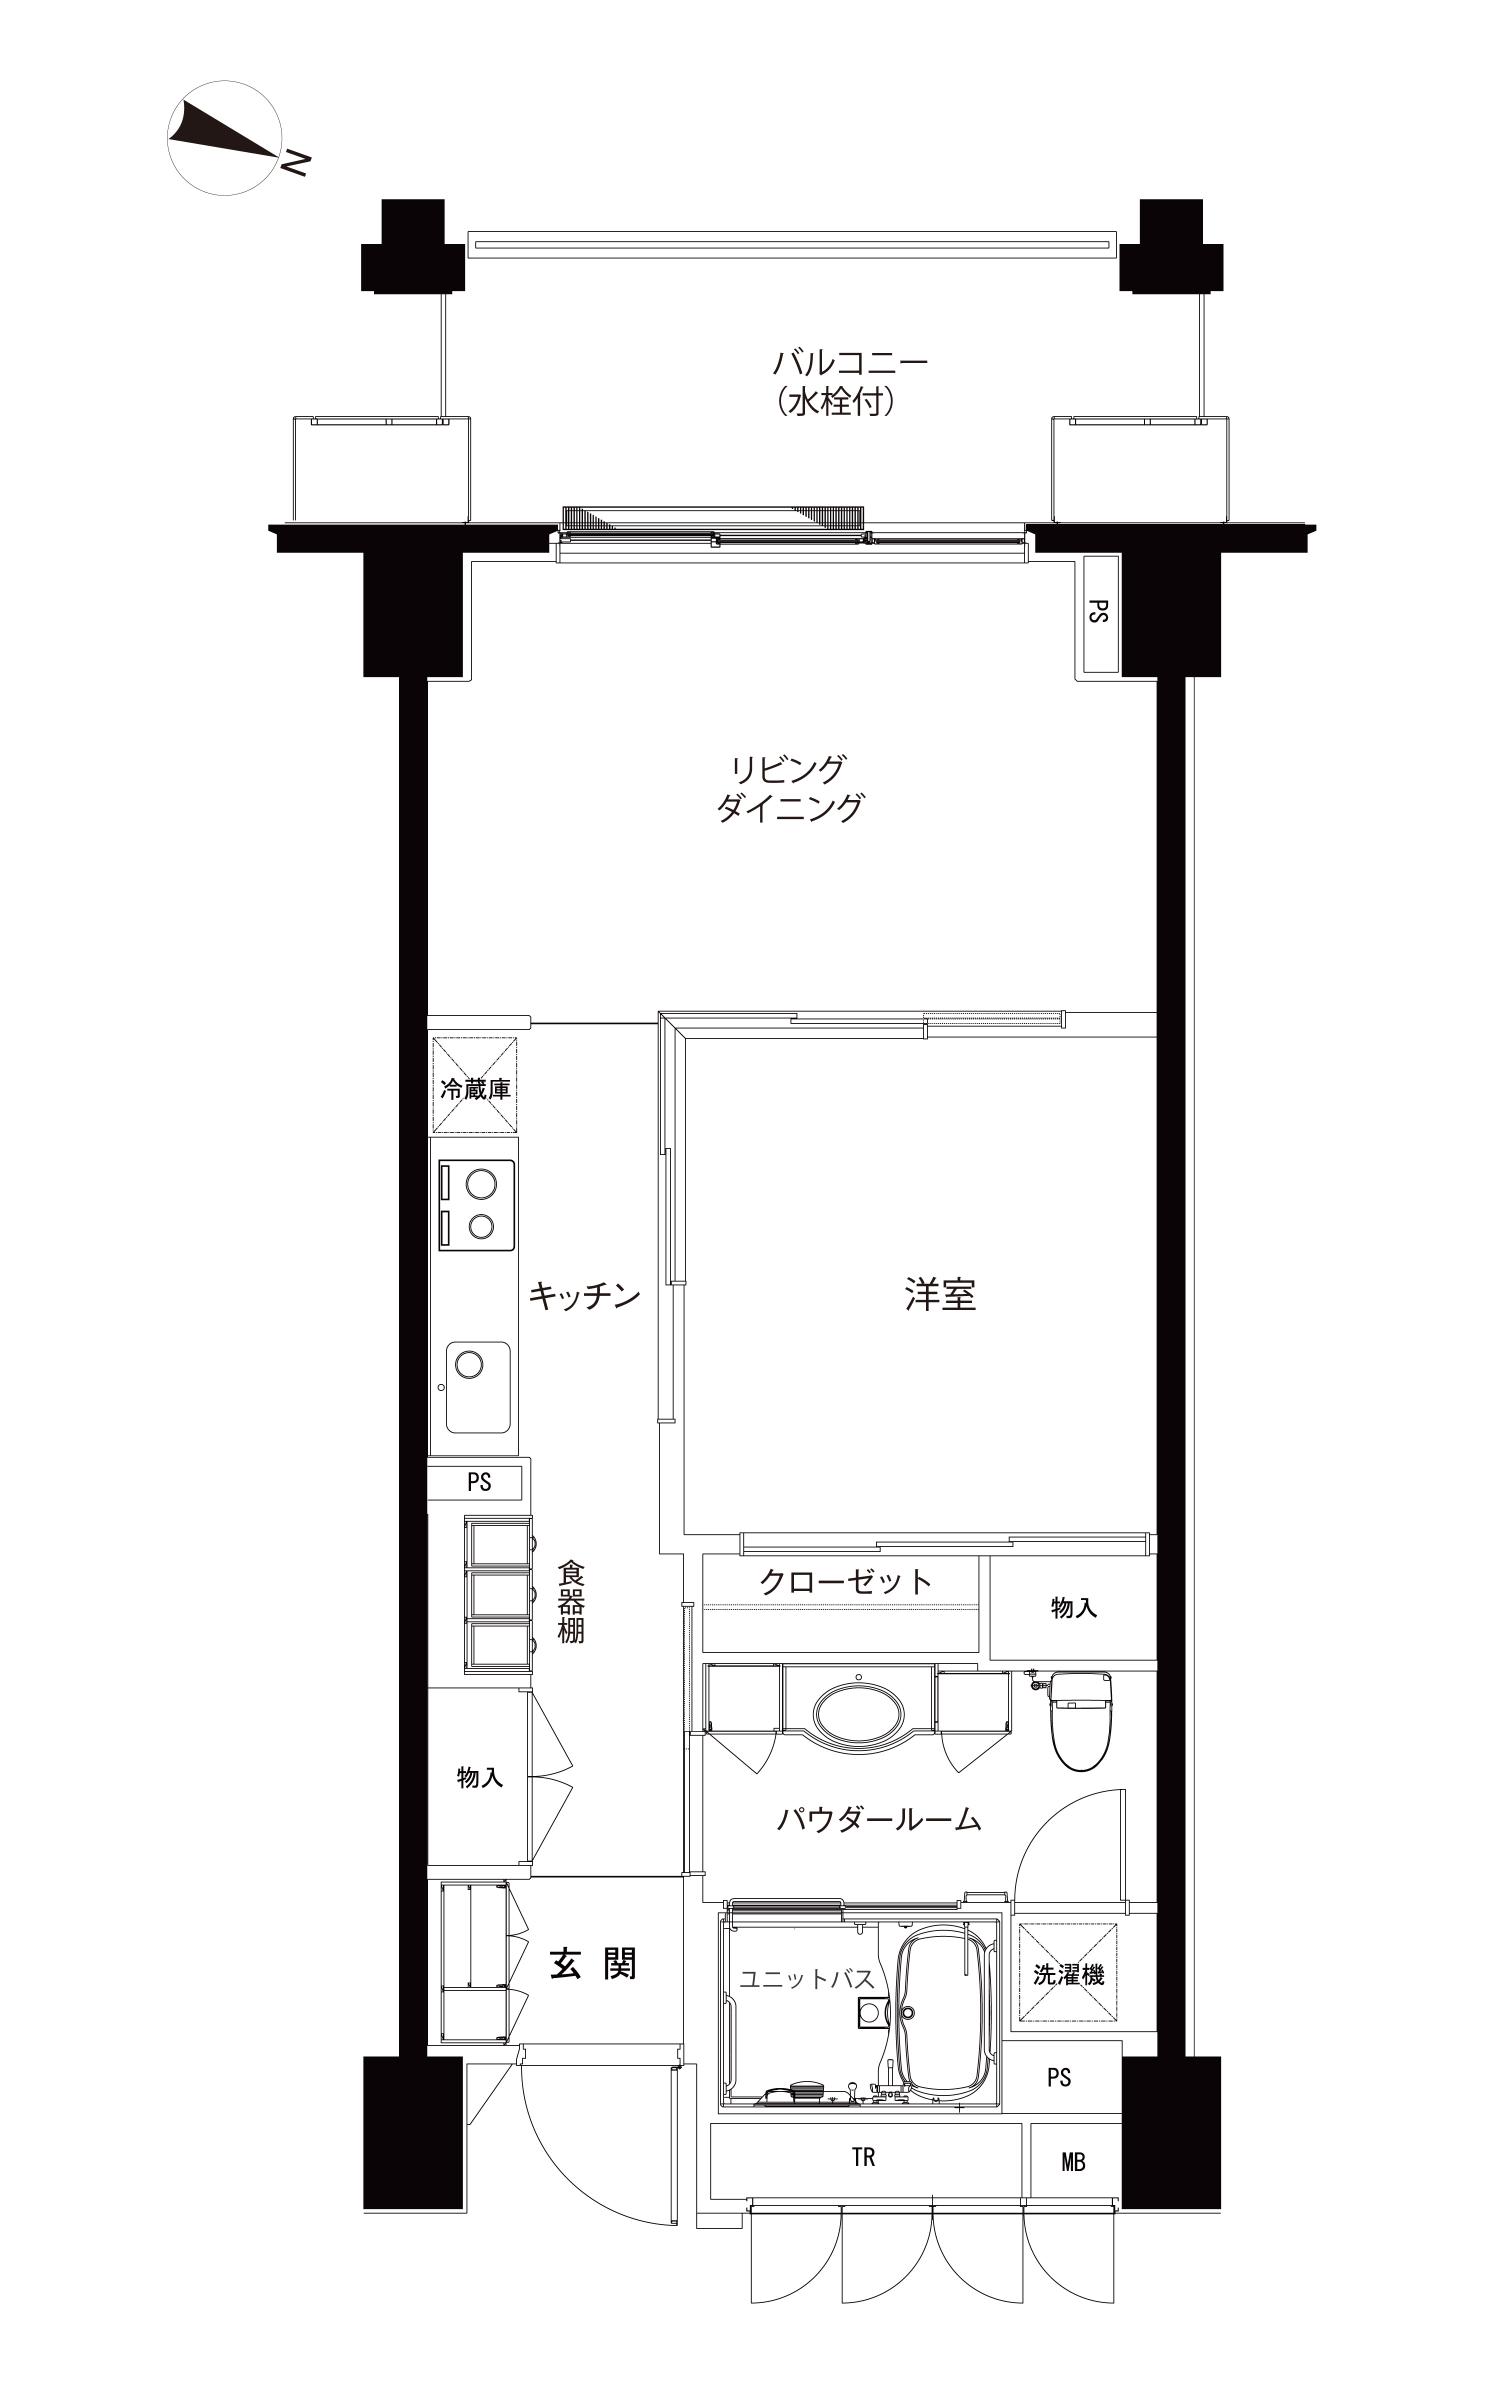 N
バルコニー
（水栓付）
PS
リビング
ダイニング
冷蔵庫
キッチン
洋室
PS
食器棚
クローゼット
物入
物入
パウダールーム
玄 関
ユニットバス
洗濯機
PS
TR
MB